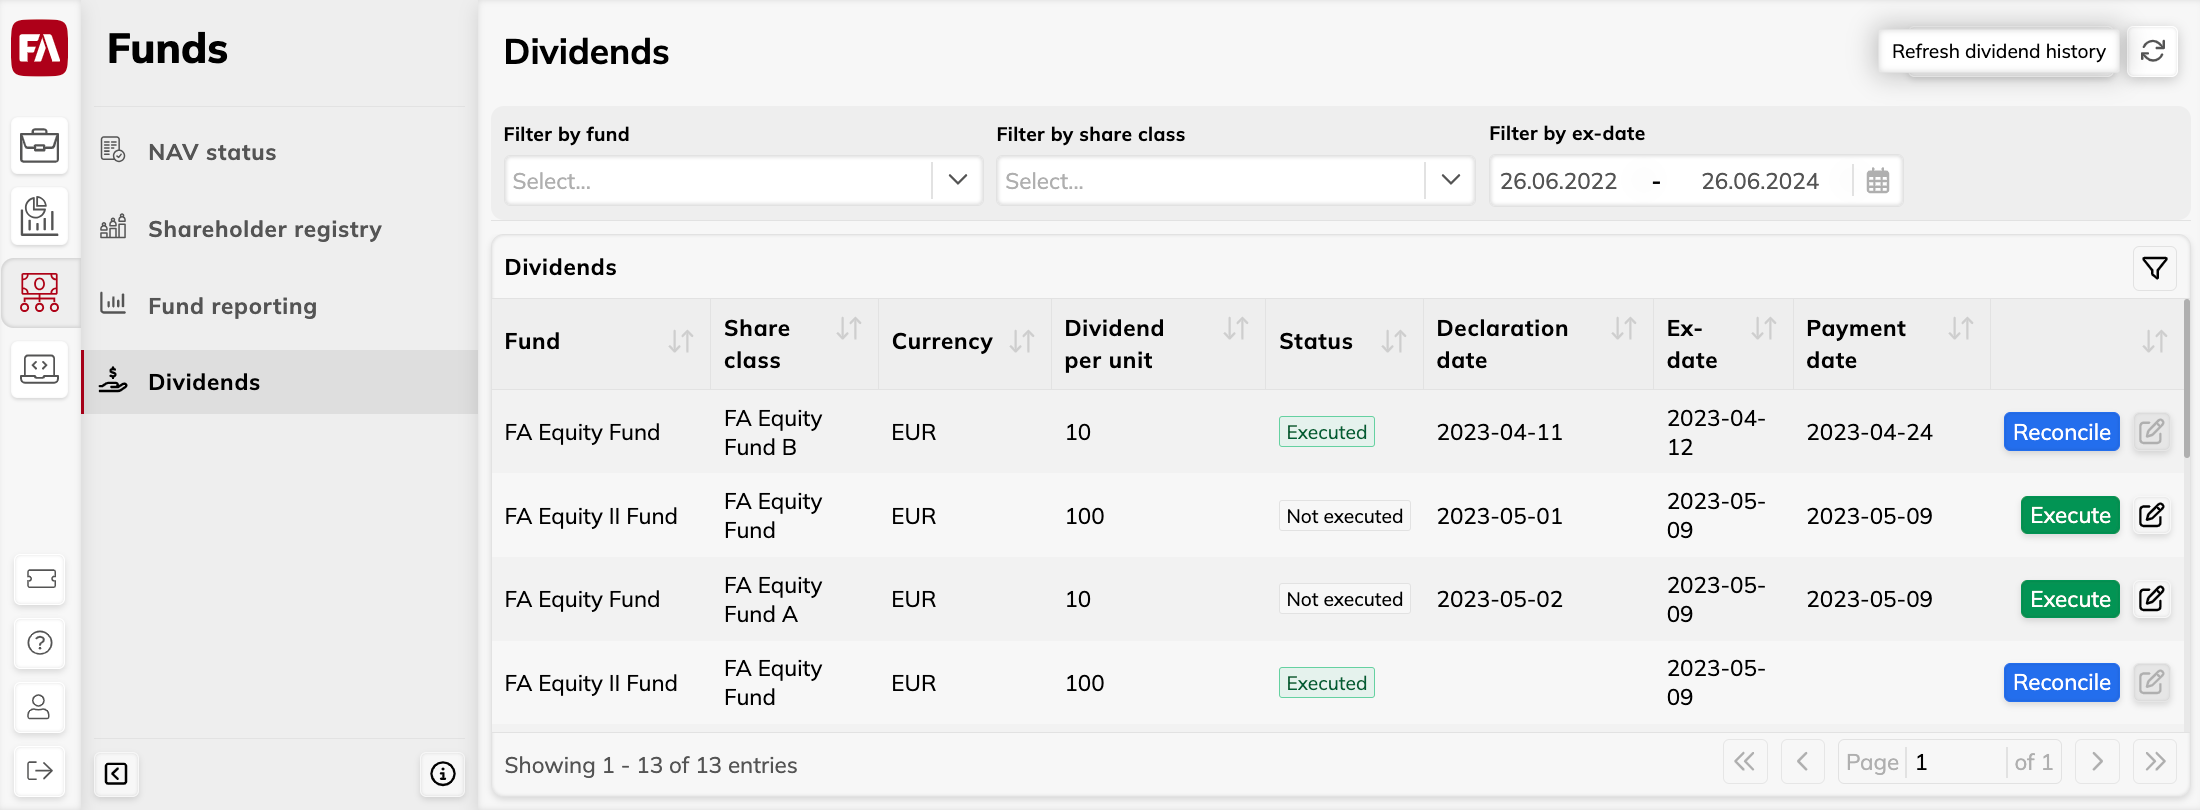 FA
Funds
NAV status
Shareholder registry
Fund reporting
Dividends
Dividends
Refresh dividend history
Filter by fund
Filter by share class
Filter by ex-date
Select...
Select...
26.06.2022 - 26.06.2024
Dividends
Fund
Share
class
Currency
Dividend
per unit
Status
Declaration
date
Ex-
date
Payment
date
FA Equity Fund
FA Equity
Fund B
EUR
10
Executed
2023-04-11
2023-04-
12
2023-04-24
Reconcile
FA Equity II Fund
FA Equity
Fund
EUR
100
Not executed
2023-05-01
2023-05-
09
2023-05-09
Execute
FA Equity Fund
FA Equity
Fund A
EUR
10
Not executed
2023-05-02
2023-05-
09
2023-05-09
Execute
FA Equity II Fund
FA Equity
Fund
EUR
100
Executed
2023-05-
09
Reconcile
Showing 1 - 13 of 13 entries
Page 1 of 1